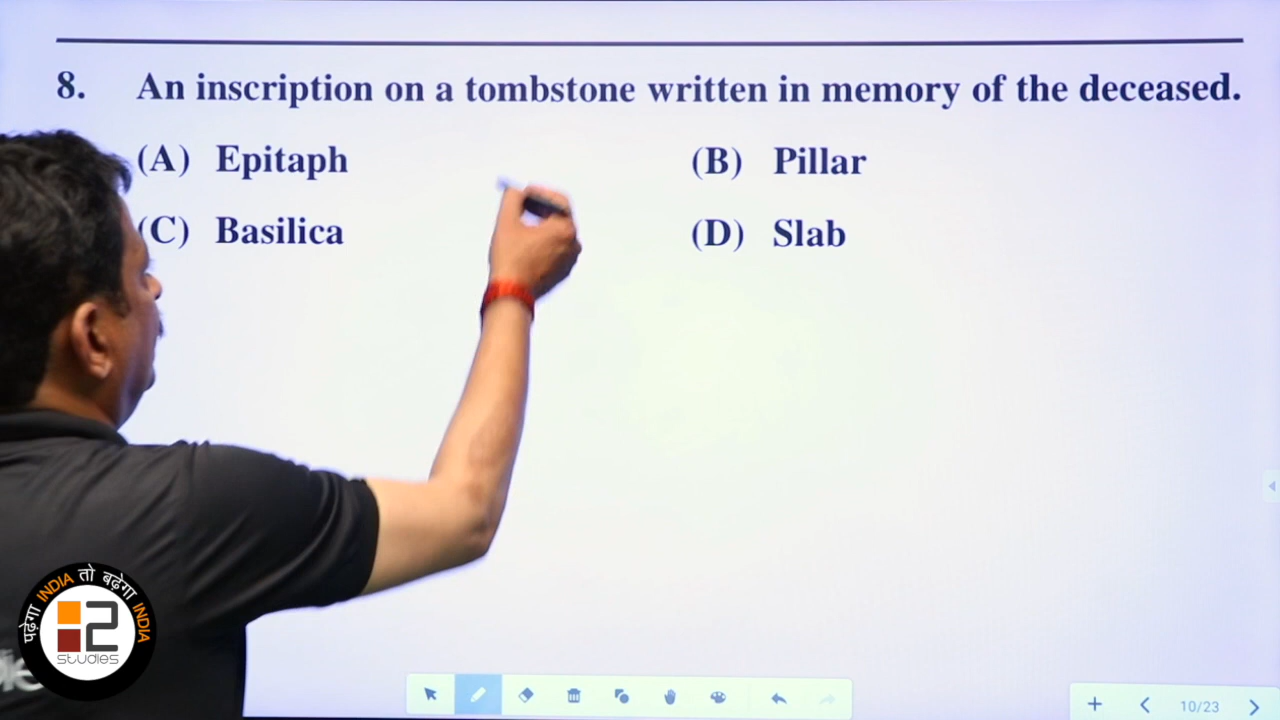 8. An inscription on a tombstone written in memory of the deceased.
(A) Epitaph (B) Pillar
(C) Basilica (D) Slab
पढ़ेगा INDIA तो बढ़ेगा INDIA
2
studies
10/23